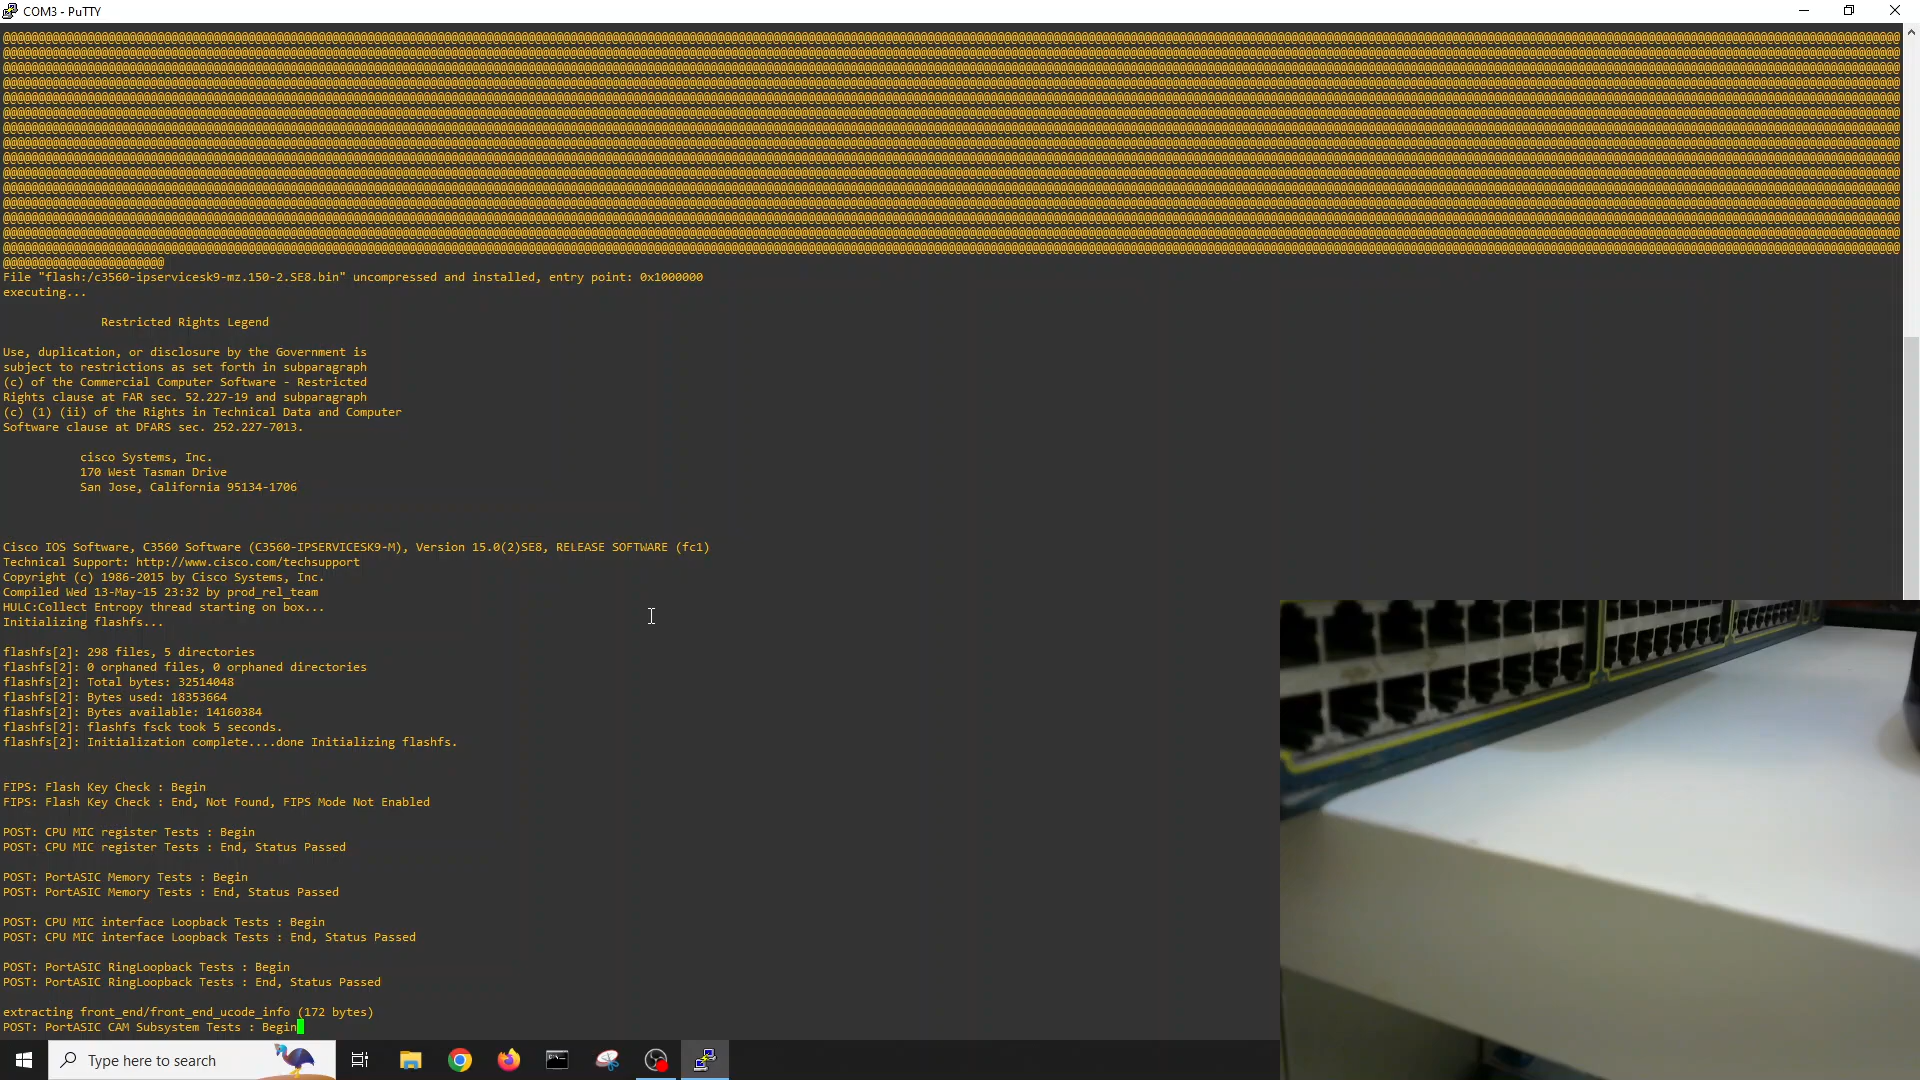 COM3 - PuTTY
@@@@@@@@@@@@@@@@@@@@@@@
File "flash:/c3560-ipservicesk9-mz.150-2.SE8.bin" uncompressed and installed, entry point: 0x1000000
executing...
Restricted Rights Legend
Use, duplication, or disclosure by the Government is
subject to restrictions as set forth in subparagraph
(c) of the Commercial Computer Software - Restricted
Rights clause at FAR sec. 52.227-19 and subparagraph
(c) (1) (ii) of the Rights in Technical Data and Computer
Software clause at DFARS sec. 252.227-7013.
cisco Systems, Inc.
170 West Tasman Drive
San Jose, California 95134-1706
Cisco IOS Software, C3560 Software (C3560-IPSERVICESK9-M), Version 15.0(2)SE8, RELEASE SOFTWARE (fc1)
Technical Support: http://www.cisco.com/techsupport
Copyright (c) 1986-2015 by Cisco Systems, Inc.
Compiled Wed 13-May-15 23:32 by prod_rel_team
HULC:Collect Entropy thread starting on box...
Initializing flashfs...
flashfs[2]: 298 files, 5 directories
flashfs[2]: 0 orphaned files, 0 orphaned directories
flashfs[2]: Total bytes: 32514048
flashfs[2]: Bytes used: 18353664
flashfs[2]: Bytes available: 14160384
flashfs[2]: flashfs fsck took 5 seconds.
flashfs[2]: Initialization complete....done Initializing flashfs.
FIPS: Flash Key Check : Begin
FIPS: Flash Key Check : End, Not Found, FIPS Mode Not Enabled
POST: CPU MIC register Tests : Begin
POST: CPU MIC register Tests : End, Status Passed
POST: PortASIC Memory Tests : Begin
POST: PortASIC Memory Tests : End, Status Passed
POST: CPU MIC interface Loopback Tests : Begin
POST: CPU MIC interface Loopback Tests : End, Status Passed
POST: PortASIC RingLoopback Tests : Begin
POST: PortASIC RingLoopback Tests : End, Status Passed
extracting front_end/front_end_ucode_info (172 bytes)
POST: PortASIC CAM Subsystem Tests : Begin
Type here to search